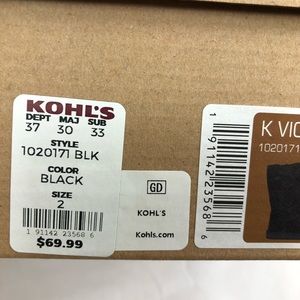 KOHL'S
DEPT MAJ SUB
37 30 33
STYLE
1020171 BLK
COLOR
BLACK
SIZE
2
1 91142 23568 6
$69.99
GD
KOHL'S
Kohls.com
1 91142 23568 6
K VIC
1020171